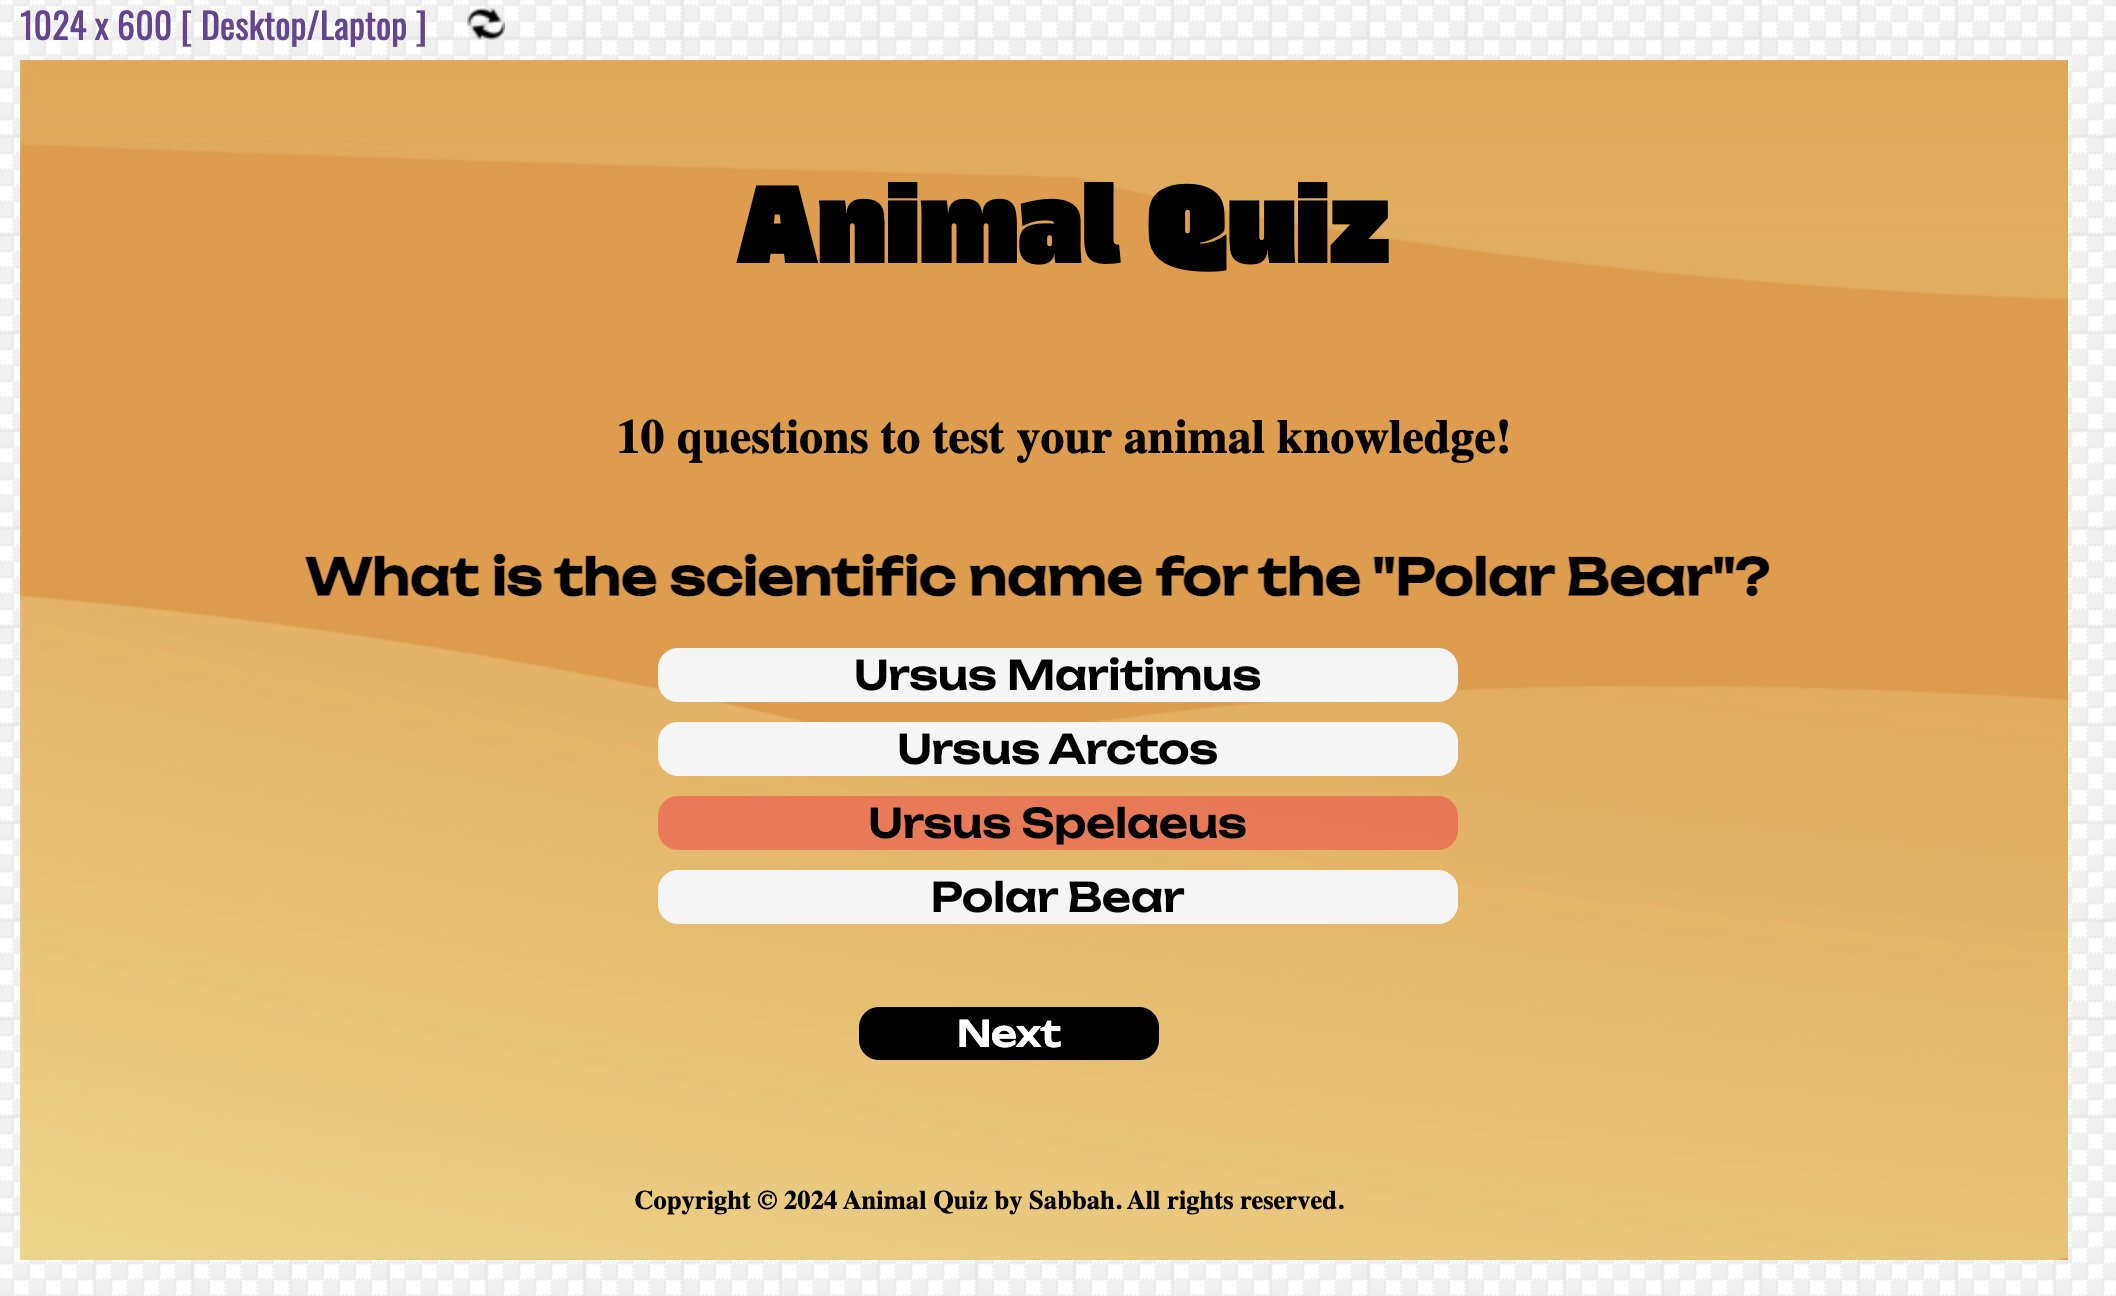 1024 x 600 [ Desktop/Laptop ]
Animal Quiz
10 questions to test your animal knowledge!
What is the scientific name for the "Polar Bear"?
Ursus Maritimus
Ursus Arctos
Ursus Spelaeus
Polar Bear
Next
Copyright © 2024 Animal Quiz by Sabbah. All rights reserved.